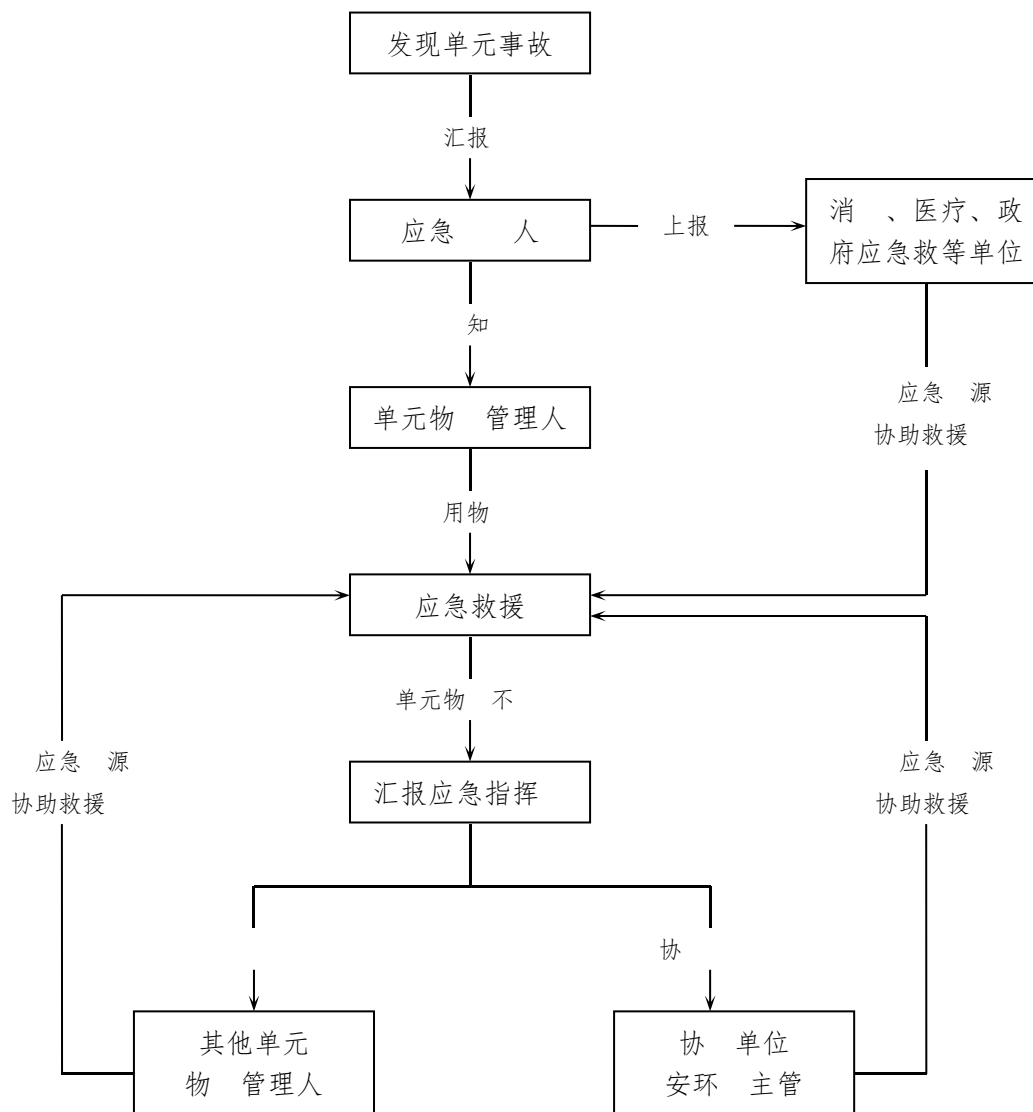 发现单元事故
汇报
应急 人
上报
消 、医疗、政
府应急救等单位
知
单元物 管理人
应急 源
协助救援
用物
应急救援
单元物 不
应急 源
协助救援
汇报应急指挥
应急 源
协助救援
协
其他单元
物 管理人
协 单位
安环 主管